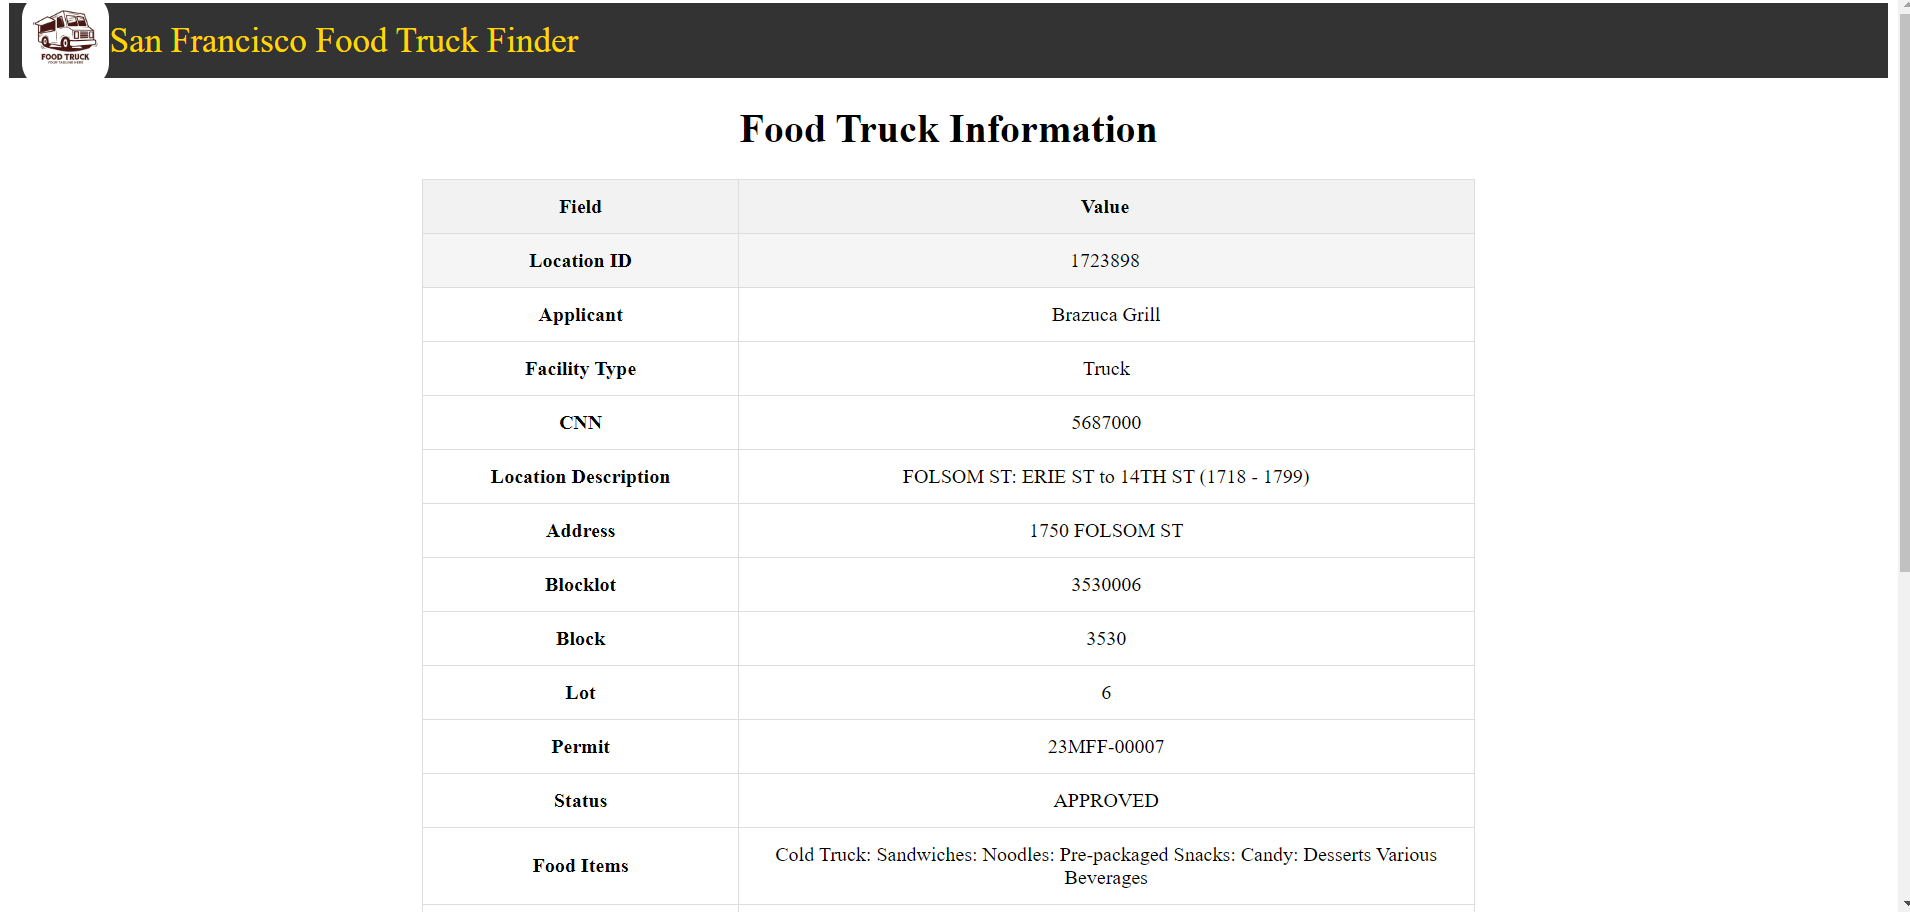 FOOD TRUCK
YOUR TAGLINE HERE
San Francisco Food Truck Finder
Food Truck Information
Field Value
Location ID 1723898
Applicant Brazuca Grill
Facility Type Truck
CNN 5687000
Location Description FOLSOM ST: ERIE ST to 14TH ST (1718 - 1799)
Address 1750 FOLSOM ST
Blocklot 3530006
Block 3530
Lot 6
Permit 23MFF-00007
Status APPROVED
Food Items Cold Truck: Sandwiches: Noodles: Pre-packaged Snacks: Candy: Desserts Various
Beverages